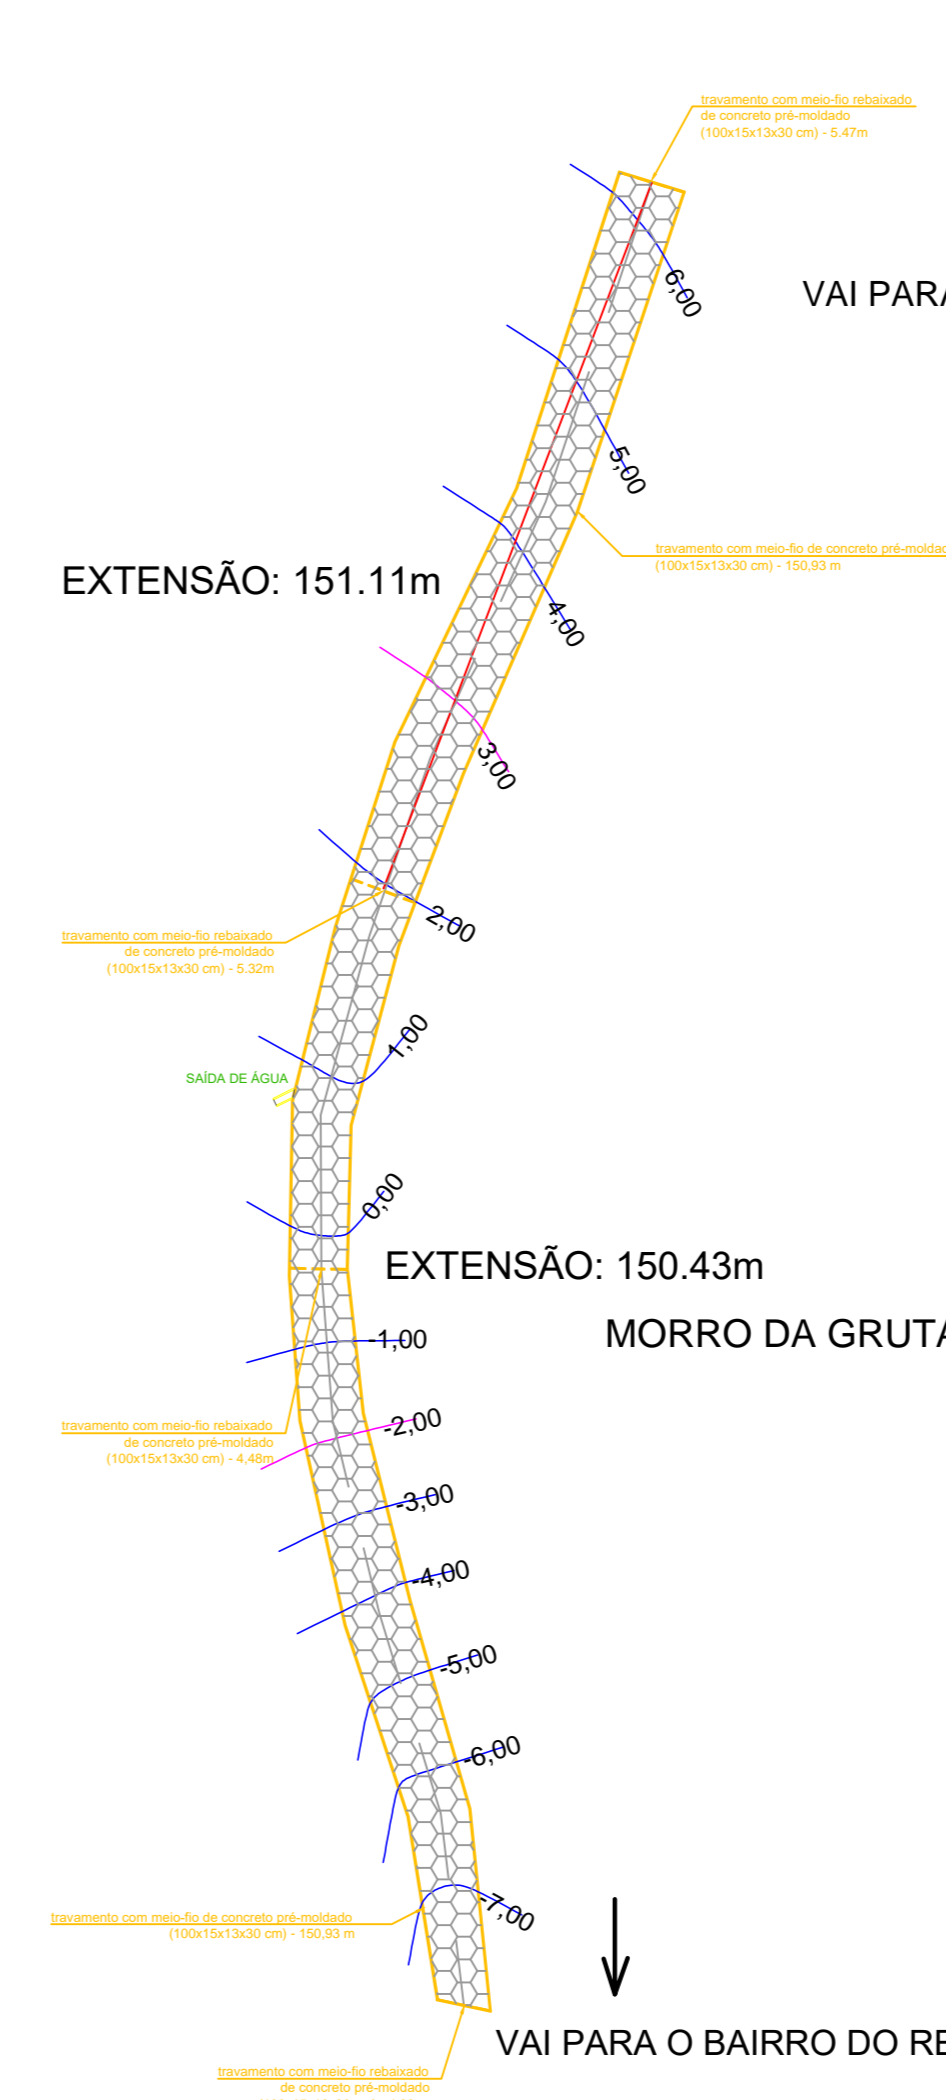 travamento com meio-fio rebaixado
de concreto pré-moldado
(100x15x13x30 cm) - 5.47m
6,00
VAI PARA
5,00
travamento com meio-fio de concreto pré-moldad
(100x15x13x30 cm) - 150,93 m
EXTENSÃO: 151.11m
4,00
3,00
2,00
travamento com meio-fio rebaixado
de concreto pré-moldado
(100x15x13x30 cm) - 5.32m
1,00
SAÍDA DE ÁGUA
0,00
EXTENSÃO: 150.43m
MORRO DA GRUTA
-1,00
-2,00
travamento com meio-fio rebaixado
de concreto pré-moldado
(100x15x13x30 cm) - 4,48m
-3,00
-4,00
-5,00
-6,00
-7,00
travamento com meio-fio de concreto pré-moldado
(100x15x13x30 cm) - 150,93 m
VAI PARA O BAIRRO DO RE
travamento com meio-fio rebaixado
de concreto pré-moldado